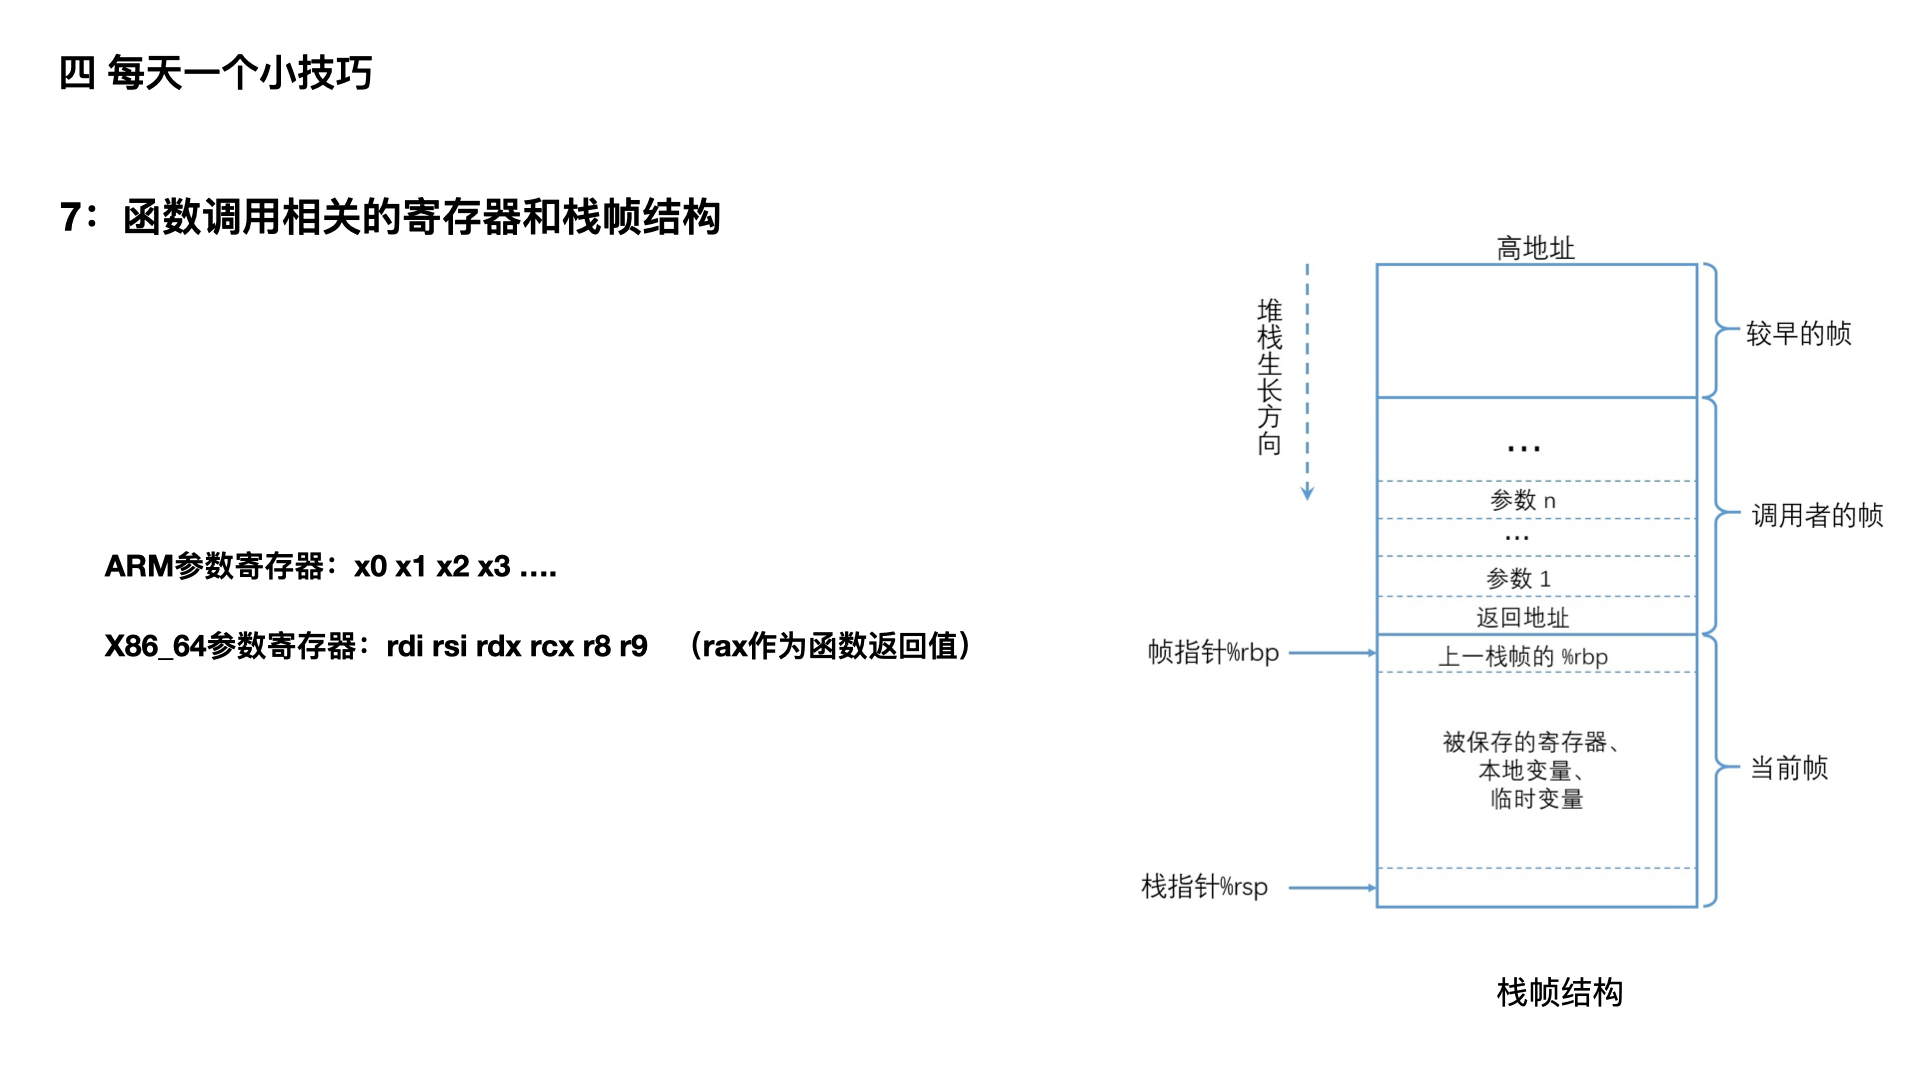 四 每天一个小技巧
7：函数调用相关的寄存器和栈帧结构
ARM参数寄存器：x0 x1 x2 x3 ....
X86_64参数寄存器：rdi rsi rdx rcx r8 r9 （rax作为函数返回值）
高地址
堆栈生长方向
较早的帧
...
参数 n
...
参数 1
返回地址
调用者的帧
帧指针%rbp
上一栈帧的 %rbp
被保存的寄存器、
本地变量、
临时变量
当前帧
栈指针%rsp
栈帧结构